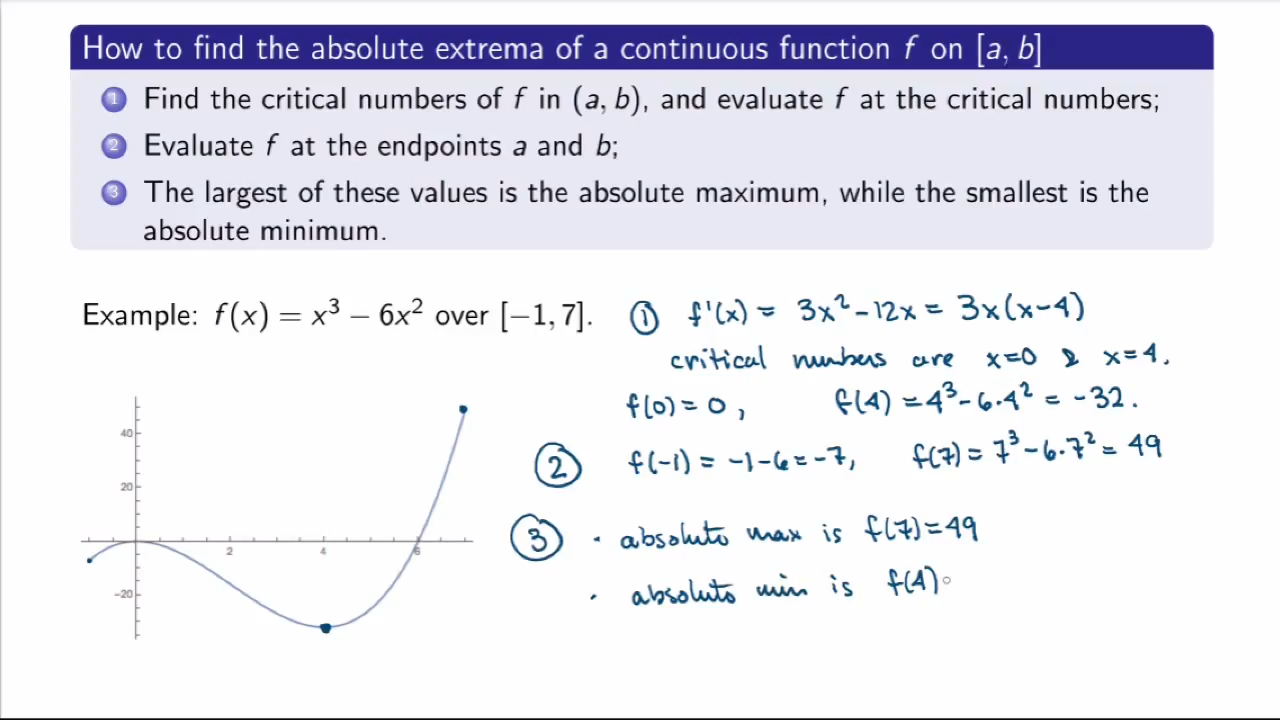 How to find the absolute extrema of a continuous function f on [a, b]
1 Find the critical numbers of f in (a, b), and evaluate f at the critical numbers;
2 Evaluate f at the endpoints a and b;
3 The largest of these values is the absolute maximum, while the smallest is the
absolute minimum.
Example: f(x) = x³ − 6x² over [−1, 7].
① f'(x) = 3x² − 12x = 3x(x−4)
critical numbers are x=0 & x=4.
f(0) = 0, f(4) = 4³ − 6·4² = −32.
② f(−1) = −1−6 = −7, f(7) = 7³ − 6·7² = 49
③ · absoluto max is f(7) = 49
· absoluto min is f(4)
40
20
−20
2 4 6